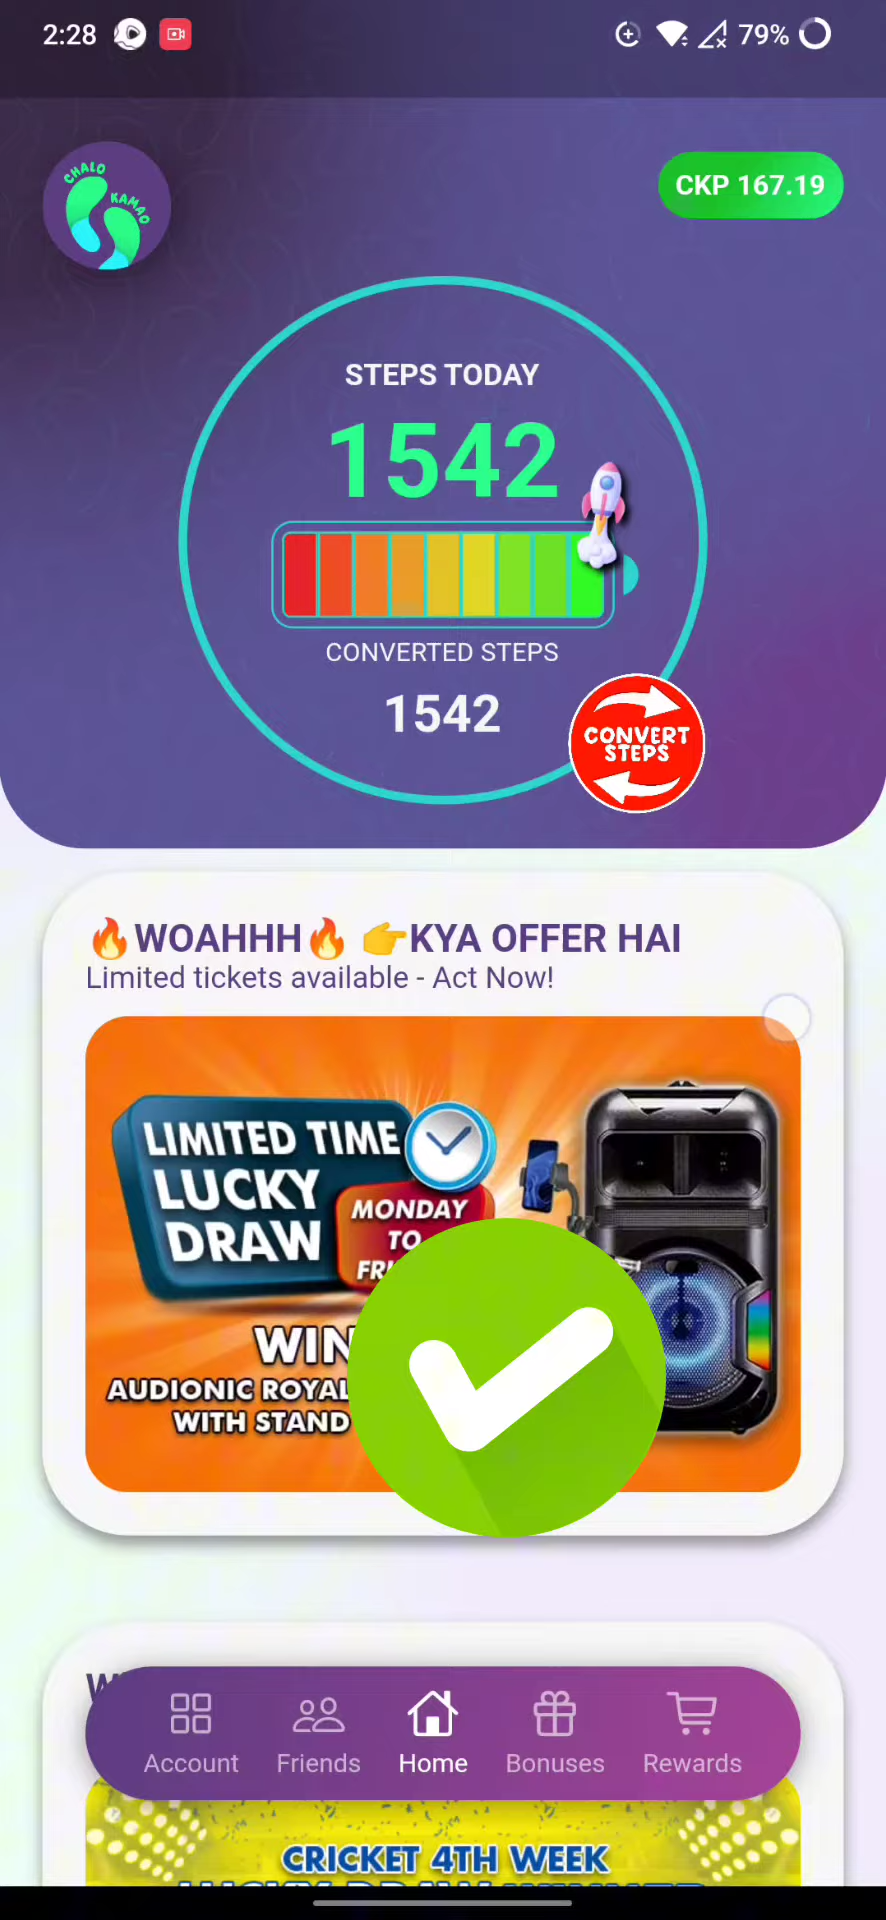 2:28
79%
CHALO
KAMAO
CKP 167.19
STEPS TODAY
1542
CONVERTED STEPS
1542
CONVERT
STEPS
🔥WOAHHH🔥 👉KYA OFFER HAI
Limited tickets available - Act Now!
LIMITED TIME
LUCKY
DRAW
MONDAY
TO
WIN
AUDIONIC ROYAL
WITH STAND
Account
Friends
Home
Bonuses
Rewards
CRICKET 4TH WEEK